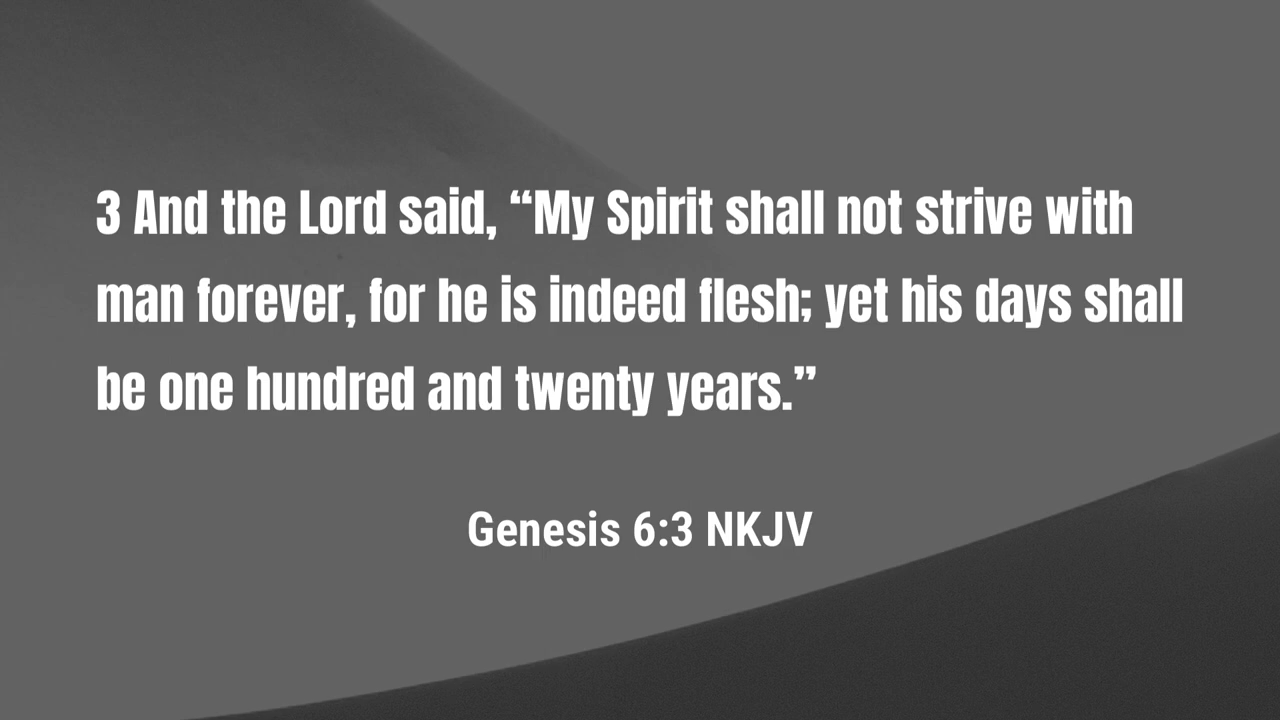 3 And the Lord said, “My Spirit shall not strive with
man forever, for he is indeed flesh; yet his days shall
be one hundred and twenty years.”
Genesis 6:3 NKJV